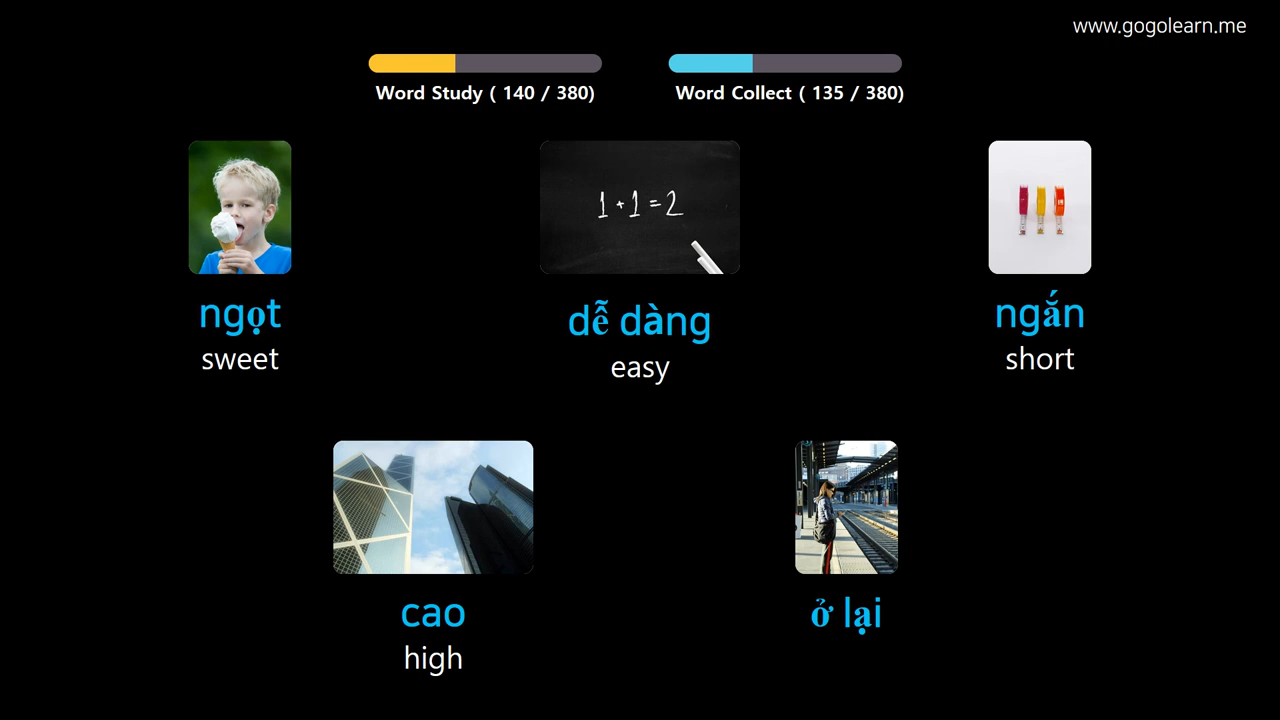 www.gogolearn.me
Word Study ( 140 / 380)
Word Collect ( 135 / 380)
1 + 1 = 2
ngọt
sweet
dễ dàng
easy
ngắn
short
cao
high
ở lại